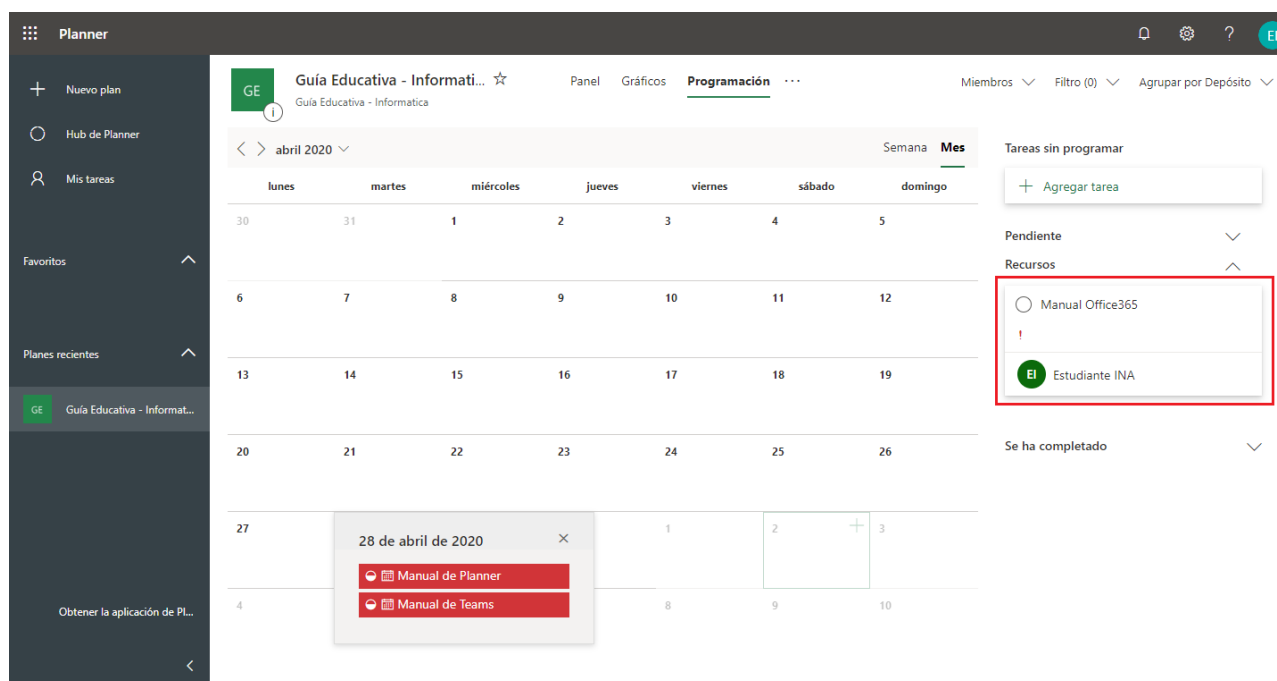 Planner
EI
Nuevo plan
Hub de Planner
Mis tareas
Favoritos
Planes recientes
GE Guía Educativa - Informat...
Obtener la aplicación de Pl...
GE
Guía Educativa - Informati...
Guía Educativa - Informatica
Panel Gráficos Programación ...
Miembros Filtro (0) Agrupar por Depósito
abril 2020
Semana Mes
lunes martes miércoles jueves viernes sábado domingo
30 31 1 2 3 4 5
6 7 8 9 10 11 12
13 14 15 16 17 18 19
20 21 22 23 24 25 26
27 1 2 3
28 de abril de 2020
Manual de Planner
Manual de Teams
4 8 9 10
Tareas sin programar
Agregar tarea
Pendiente
Recursos
Manual Office365
!
EI Estudiante INA
Se ha completado